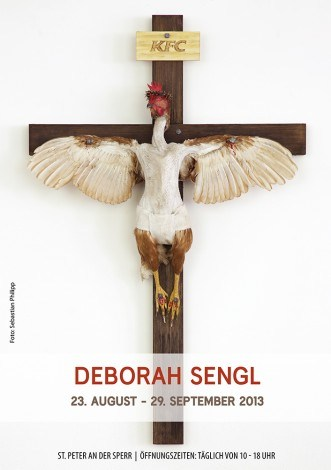 KFC
Foto: Sebastian Philipp
DEBORAH SENGL
23. AUGUST – 29. SEPTEMBER 2013
ST. PETER AN DER SPERR | ÖFFNUNGSZEITEN: TÄGLICH VON 10 - 18 UHR